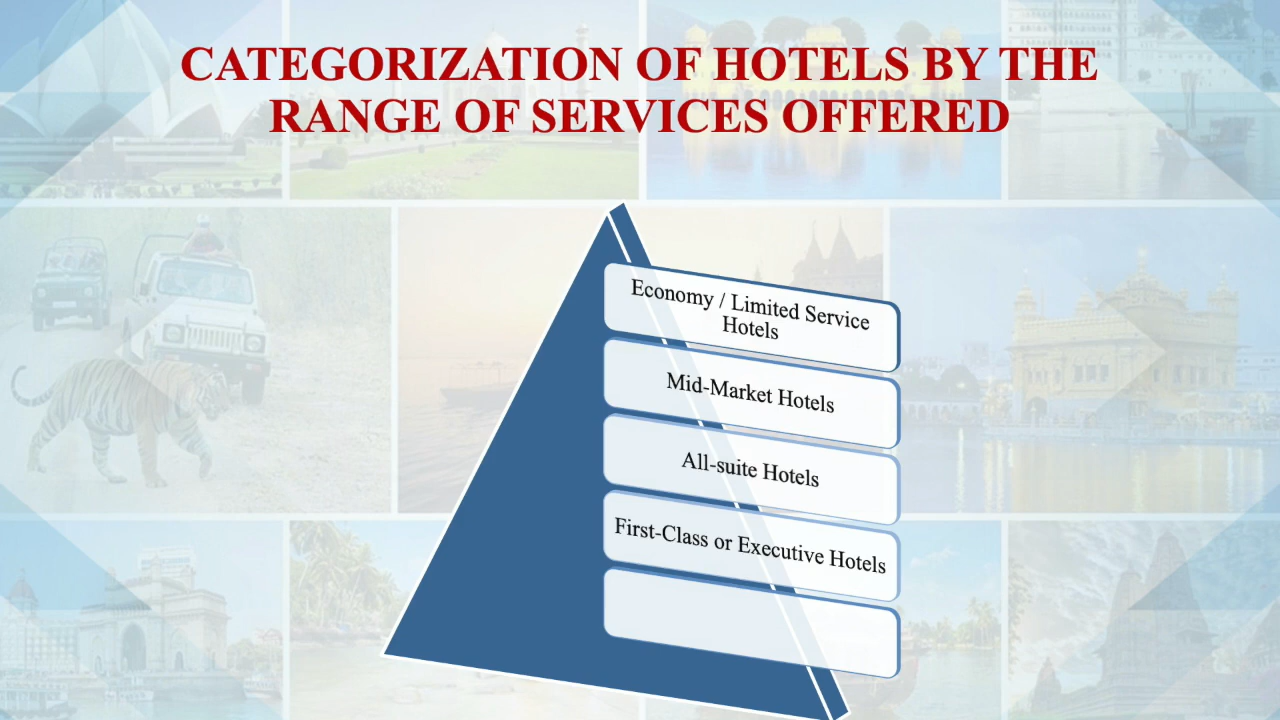 CATEGORIZATION OF HOTELS BY THE
RANGE OF SERVICES OFFERED
Economy / Limited Service
Hotels
Mid-Market Hotels
All-suite Hotels
First-Class or Executive Hotels